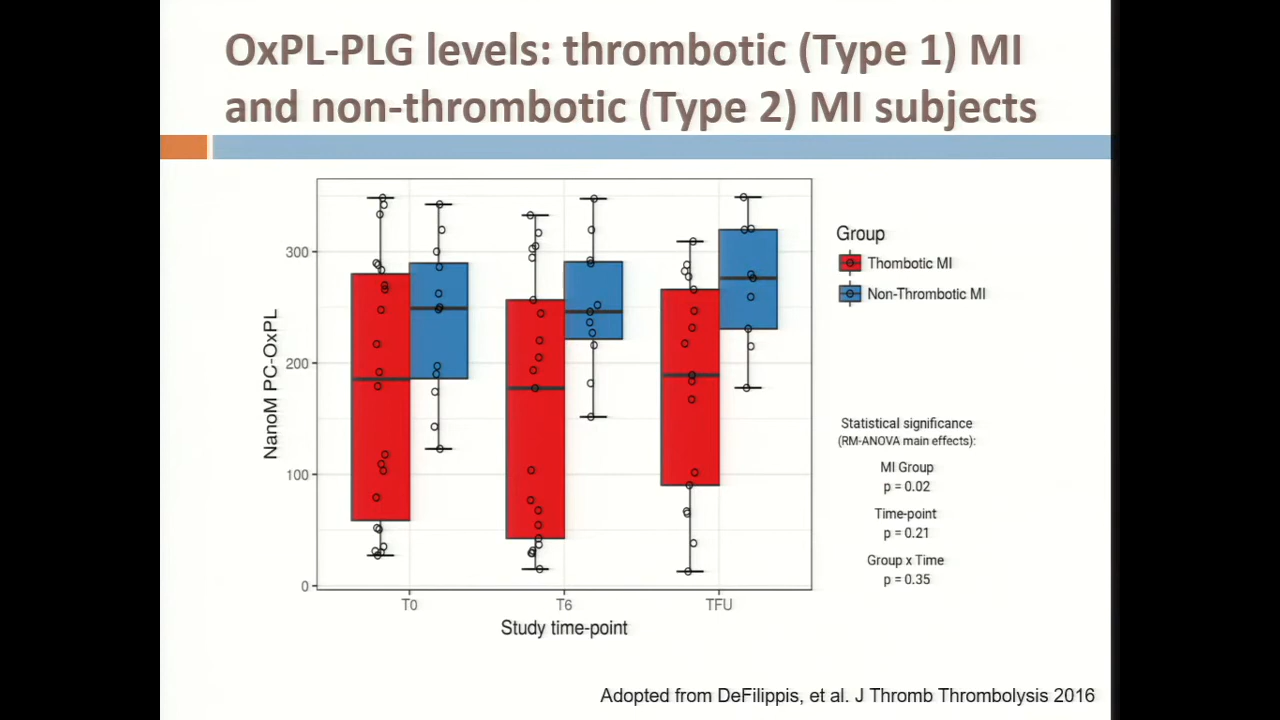 OxPL-PLG levels: thrombotic (Type 1) MI
and non-thrombotic (Type 2) MI subjects
NanoM PC-OxPL
300
200
100
0
T0
T6
TFU
Study time-point
Group
Thombotic MI
Non-Thrombotic MI
Statistical significance
(RM-ANOVA main effects):
MI Group
p = 0.02
Time-point
p = 0.21
Group x Time
p = 0.35
Adopted from DeFilippis, et al. J Thromb Thrombolysis 2016